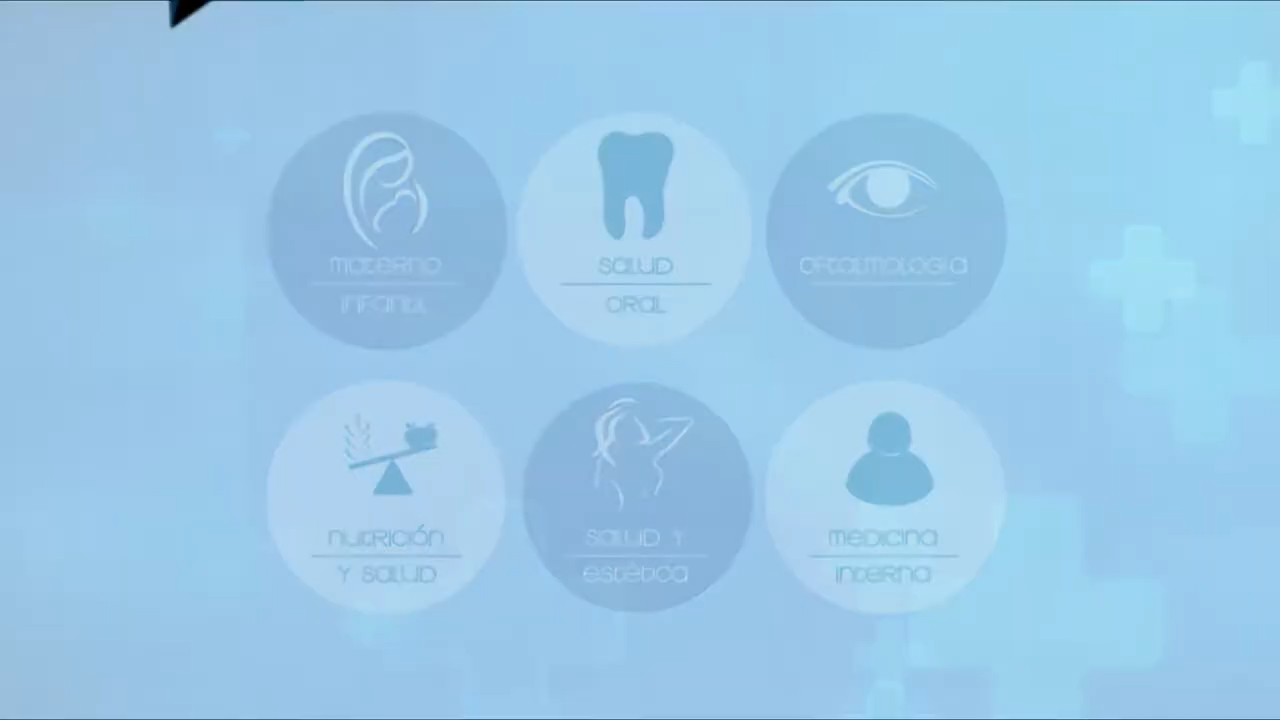 materno
infantil
salud
oral
oftalmología
nutrición
y salud
salud y
estética
medicina
interna